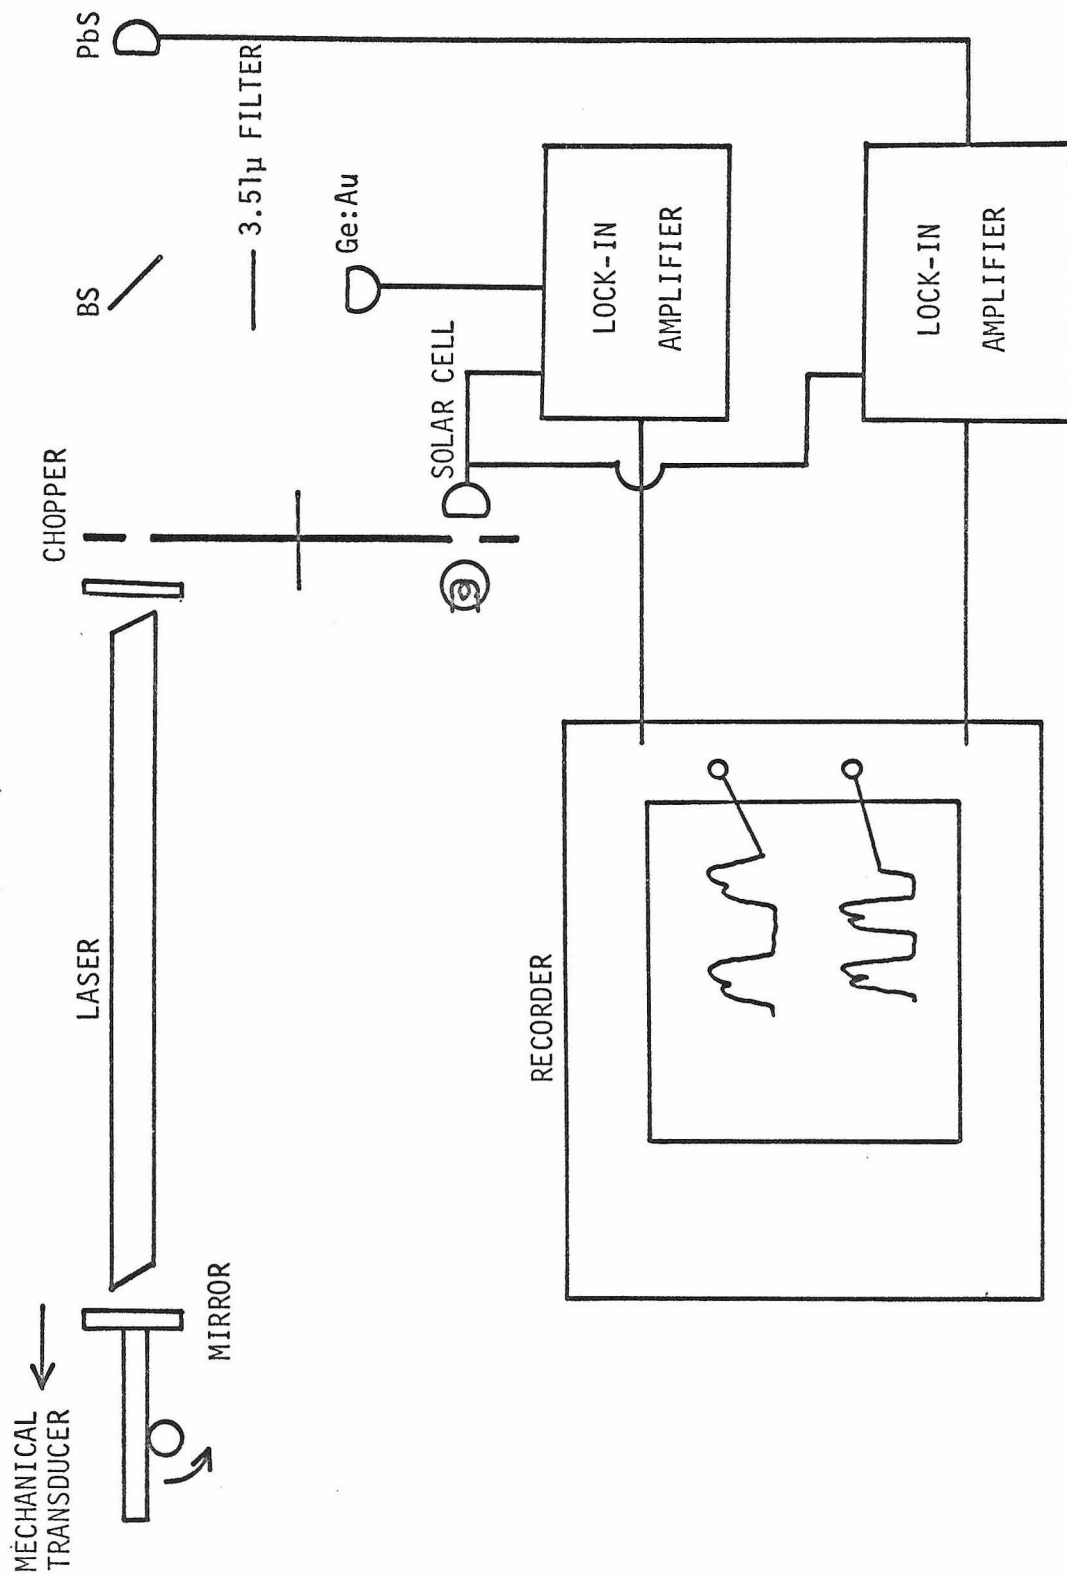 MECHANICAL
TRANSDUCER
MIRROR
LASER
CHOPPER
BS
PbS
3.51μ FILTER
Ge:Au
SOLAR CELL
LOCK-IN
AMPLIFIER
LOCK-IN
AMPLIFIER
RECORDER